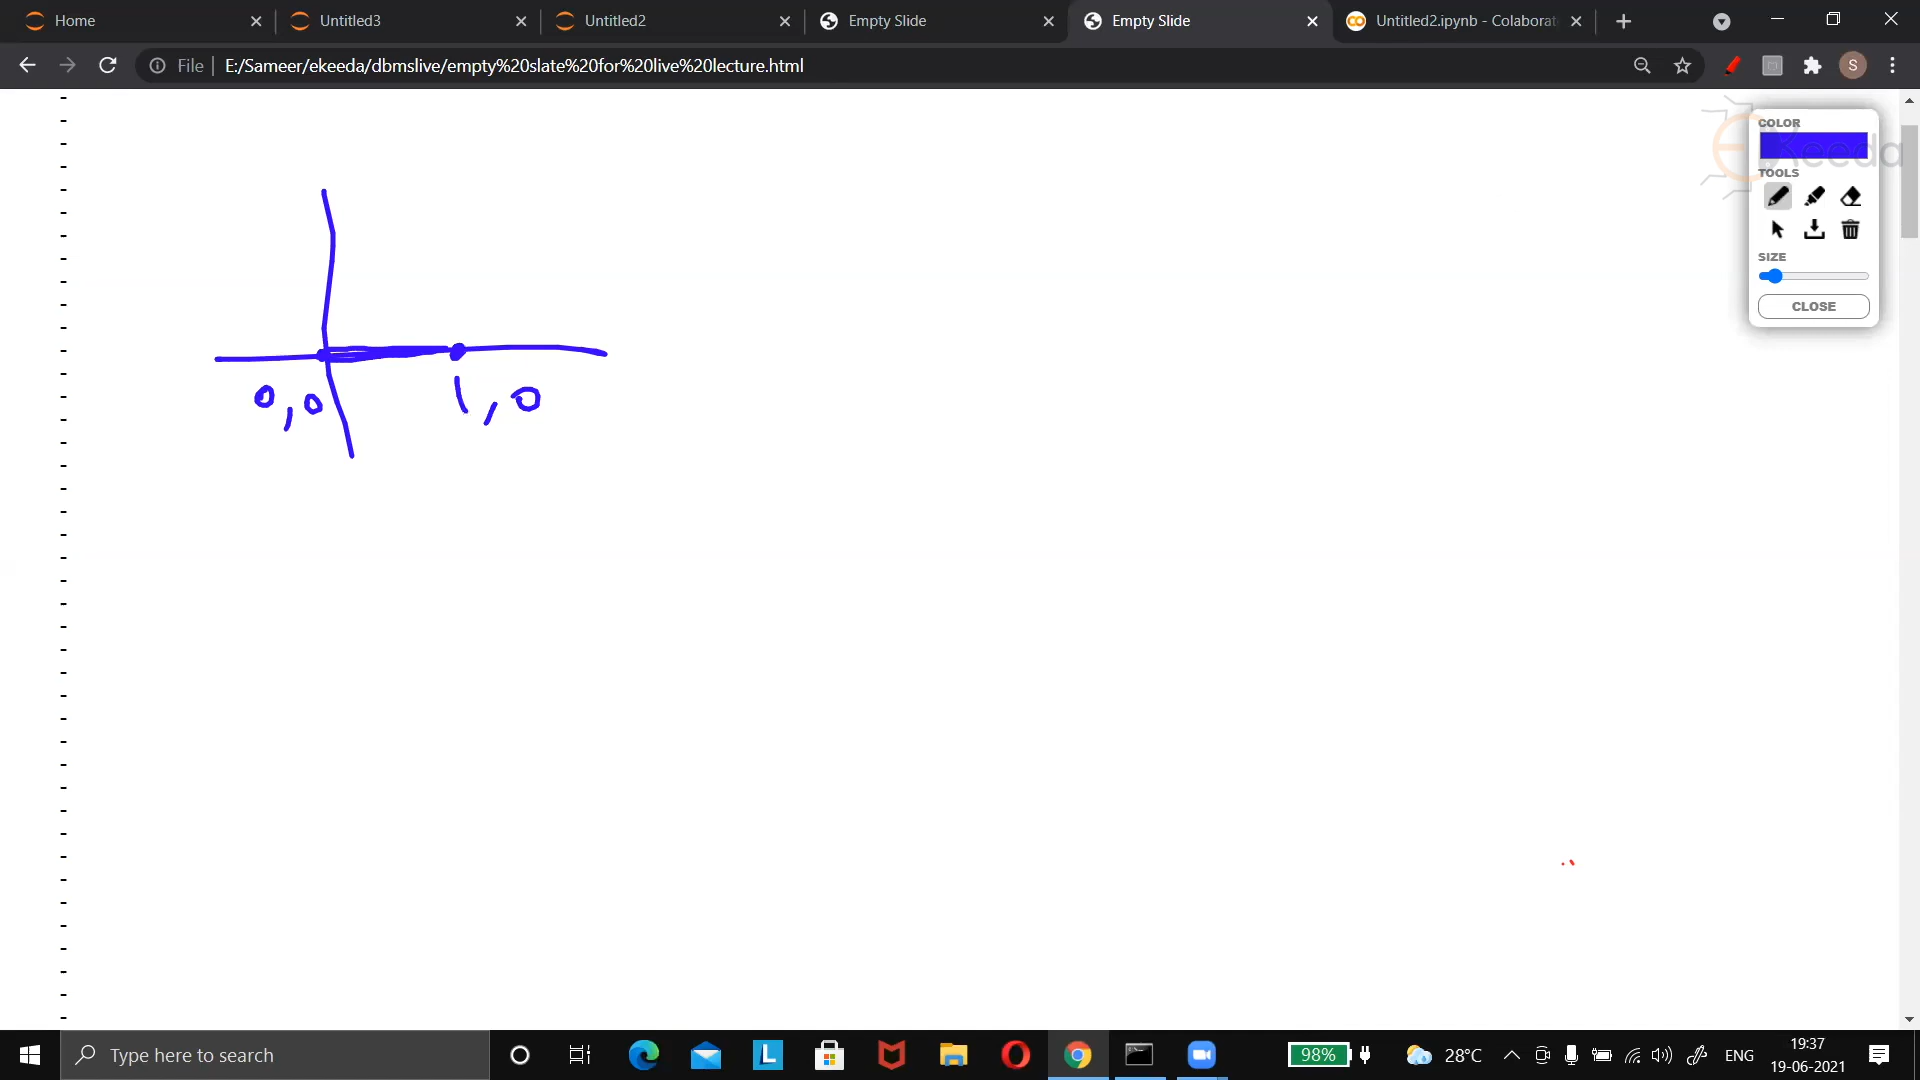 Home
Untitled3
Untitled2
Empty Slide
Empty Slide
Untitled2.ipynb - Colaborat
File
E:/Sameer/ekeeda/dbmslive/empty%20slate%20for%20live%20lecture.html
S
COLOR
TOOLS
SIZE
CLOSE
0,0
1,0
Type here to search
L
98%
28°C
ENG
19:37
19-06-2021